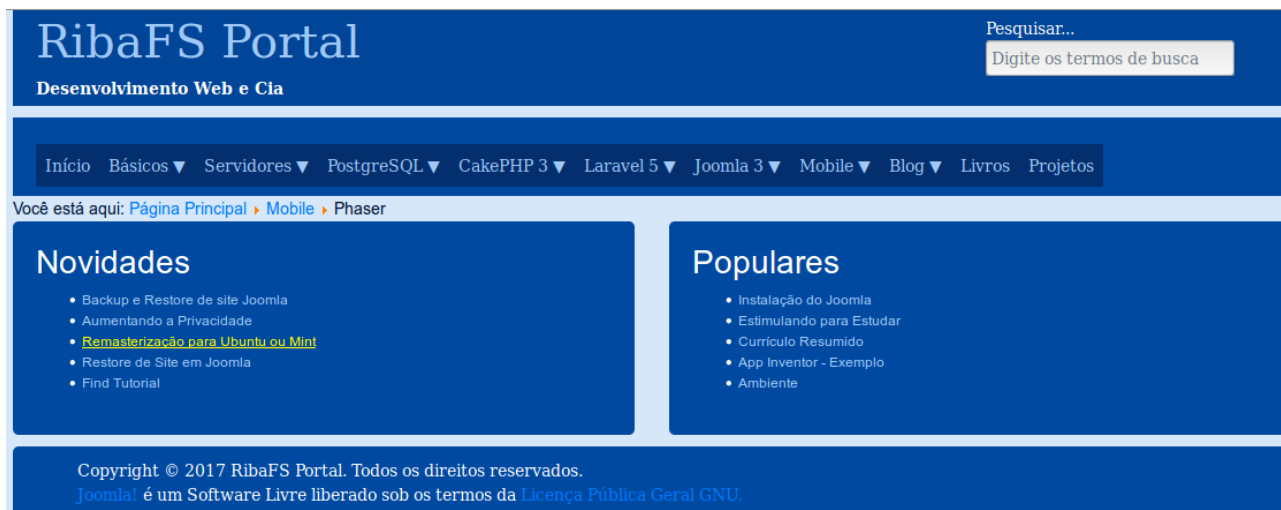 RibaFS Portal
Desenvolvimento Web e Cia
Pesquisar...
Digite os termos de busca
Início Básicos ▼ Servidores ▼ PostgreSQL ▼ CakePHP 3 ▼ Laravel 5 ▼ Joomla 3 ▼ Mobile ▼ Blog ▼ Livros Projetos
Você está aqui: Página Principal ▸ Mobile ▸ Phaser
Novidades
• Backup e Restore de site Joomla
• Aumentando a Privacidade
• Remasterização para Ubuntu ou Mint
• Restore de Site em Joomla
• Find Tutorial
Populares
• Instalação do Joomla
• Estimulando para Estudar
• Currículo Resumido
• App Inventor - Exemplo
• Ambiente
Copyright © 2017 RibaFS Portal. Todos os direitos reservados.
Joomla! é um Software Livre liberado sob os termos da Licença Pública Geral GNU.